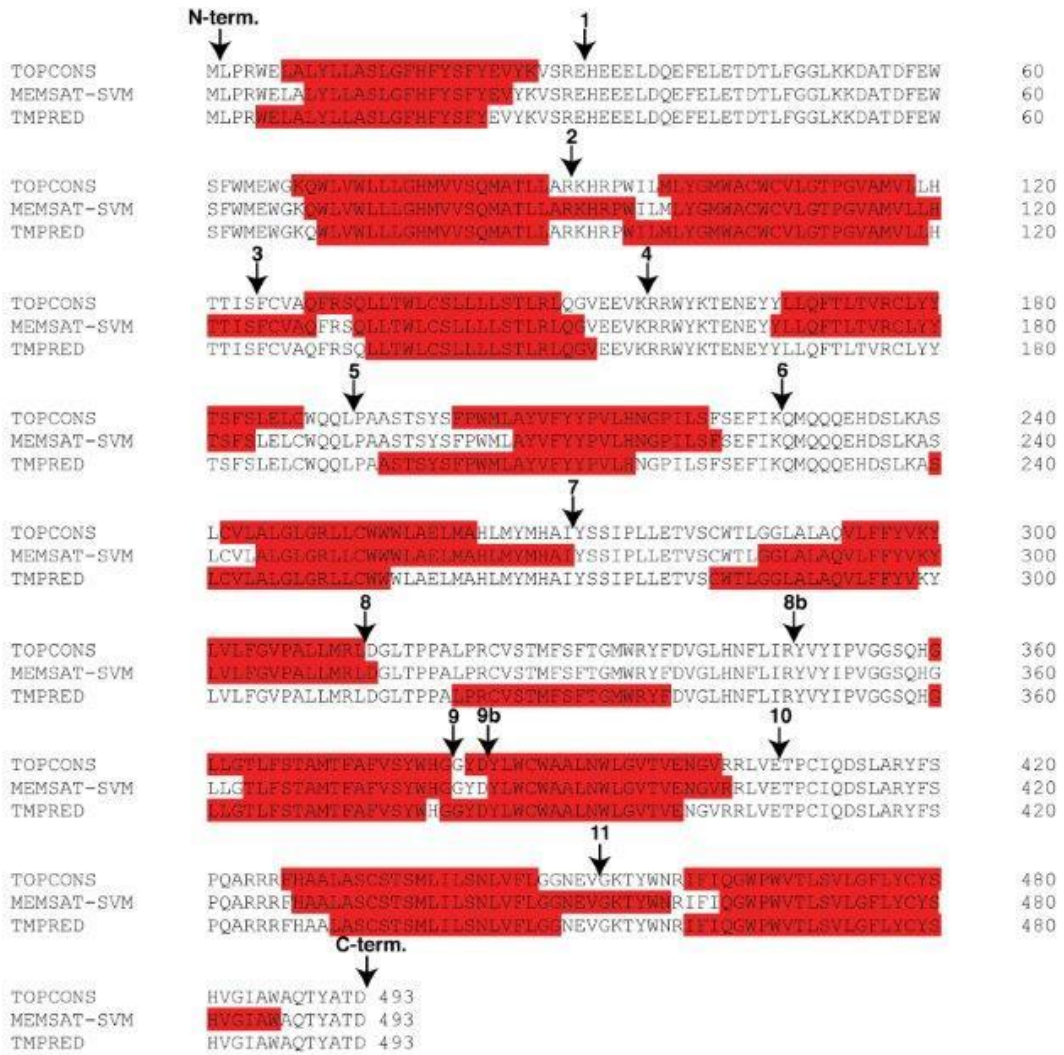 N-term. 1
TOPCONS MLPRWELALYLLASLGFHFYSFYEVYKVSREHEEELDQEFELETDTLFGGLKKDATDFEW 60
MEMSAT-SVM MLPRWELALYLLASLGFHFYSFYEVYKVSREHEEELDQEFELETDTLFGGLKKDATDFEW 60
TMPRED MLPRWELALYLLASLGFHFYSFYEVYKVSREHEEELDQEFELETDTLFGGLKKDATDFEW 60
2
TOPCONS SFWMEWGKQWLVWLLLGHMVVSQMATLLARKHRPWILMLYGMWACWCVLGTPGVAMVLLH 120
MEMSAT-SVM SFWMEWGKQWLVWLLLGHMVVSQMATLLARKHRPWILMLYGMWACWCVLGTPGVAMVLLH 120
TMPRED SFWMEWGKQWLVWLLLGHMVVSQMATLLARKHRPWILMLYGMWACWCVLGTPGVAMVLLH 120
3 4
TOPCONS TTISFCVAQFRSQLLTWLCSLLLLSTLRLQGVEEVKRRWYKTENEYYLLQFTLTVRCLYY 180
MEMSAT-SVM TTISFCVAQFRSQLLTWLCSLLLLSTLRLQGVEEVKRRWYKTENEYYLLQFTLTVRCLYY 180
TMPRED TTISFCVAQFRSQLLTWLCSLLLLSTLRLQGVEEVKRRWYKTENEYYLLQFTLTVRCLYY 180
5 6
TOPCONS TSFSLELCWQQLPAASTSYSFPWMLAYVFYYPVLHNGPILSFSEFIKQMQQQEHDSLKAS 240
MEMSAT-SVM TSFSLELCWQQLPAASTSYSFPWMLAYVFYYPVLHNGPILSFSEFIKQMQQQEHDSLKAS 240
TMPRED TSFSLELCWQQLPAASTSYSFPWMLAYVFYYPVLHNGPILSFSEFIKQMQQQEHDSLKAS 240
7
TOPCONS LCVLALGLGRLLCWWWLAELMAHLMYMHAIYSSIPLLETVSCWTLGGLALAQVLFFYVKY 300
MEMSAT-SVM LCVLALGLGRLLCWWWLAELMAHLMYMHAIYSSIPLLETVSCWTLGGLALAQVLFFYVKY 300
TMPRED LCVLALGLGRLLCWWWLAELMAHLMYMHAIYSSIPLLETVSCWTLGGLALAQVLFFYVKY 300
8 8b
TOPCONS LVLFGVPALLMRLDGLTPPALPRCVSTMFSFTGMWRYFDVGLHNFLIRYVYIPVGGSQHG 360
MEMSAT-SVM LVLFGVPALLMRLDGLTPPALPRCVSTMFSFTGMWRYFDVGLHNFLIRYVYIPVGGSQHG 360
TMPRED LVLFGVPALLMRLDGLTPPALPRCVSTMFSFTGMWRYFDVGLHNFLIRYVYIPVGGSQHG 360
9 9b 10
TOPCONS LLGTLFSTAMTFAFVSYWHGGYDYLWCWAALNWLGVTVENGVRRLVETPCIQDSLARYFS 420
MEMSAT-SVM LLGTLFSTAMTFAFVSYWHGGYDYLWCWAALNWLGVTVENGVRRLVETPCIQDSLARYFS 420
TMPRED LLGTLFSTAMTFAFVSYWHGGYDYLWCWAALNWLGVTVENGVRRLVETPCIQDSLARYFS 420
11
TOPCONS PQARRRFHAALASCSTSMLILSNLVFLGGNEVGKTYWNRIFIQGWPWVTLSVLGFLYCYS 480
MEMSAT-SVM PQARRRFHAALASCSTSMLILSNLVFLGGNEVGKTYWNRIFIQGWPWVTLSVLGFLYCYS 480
TMPRED PQARRRFHAALASCSTSMLILSNLVFLGGNEVGKTYWNRIFIQGWPWVTLSVLGFLYCYS 480
C-term.
TOPCONS HVGIAWAQTYATD 493
MEMSAT-SVM HVGIAWAQTYATD 493
TMPRED HVGIAWAQTYATD 493